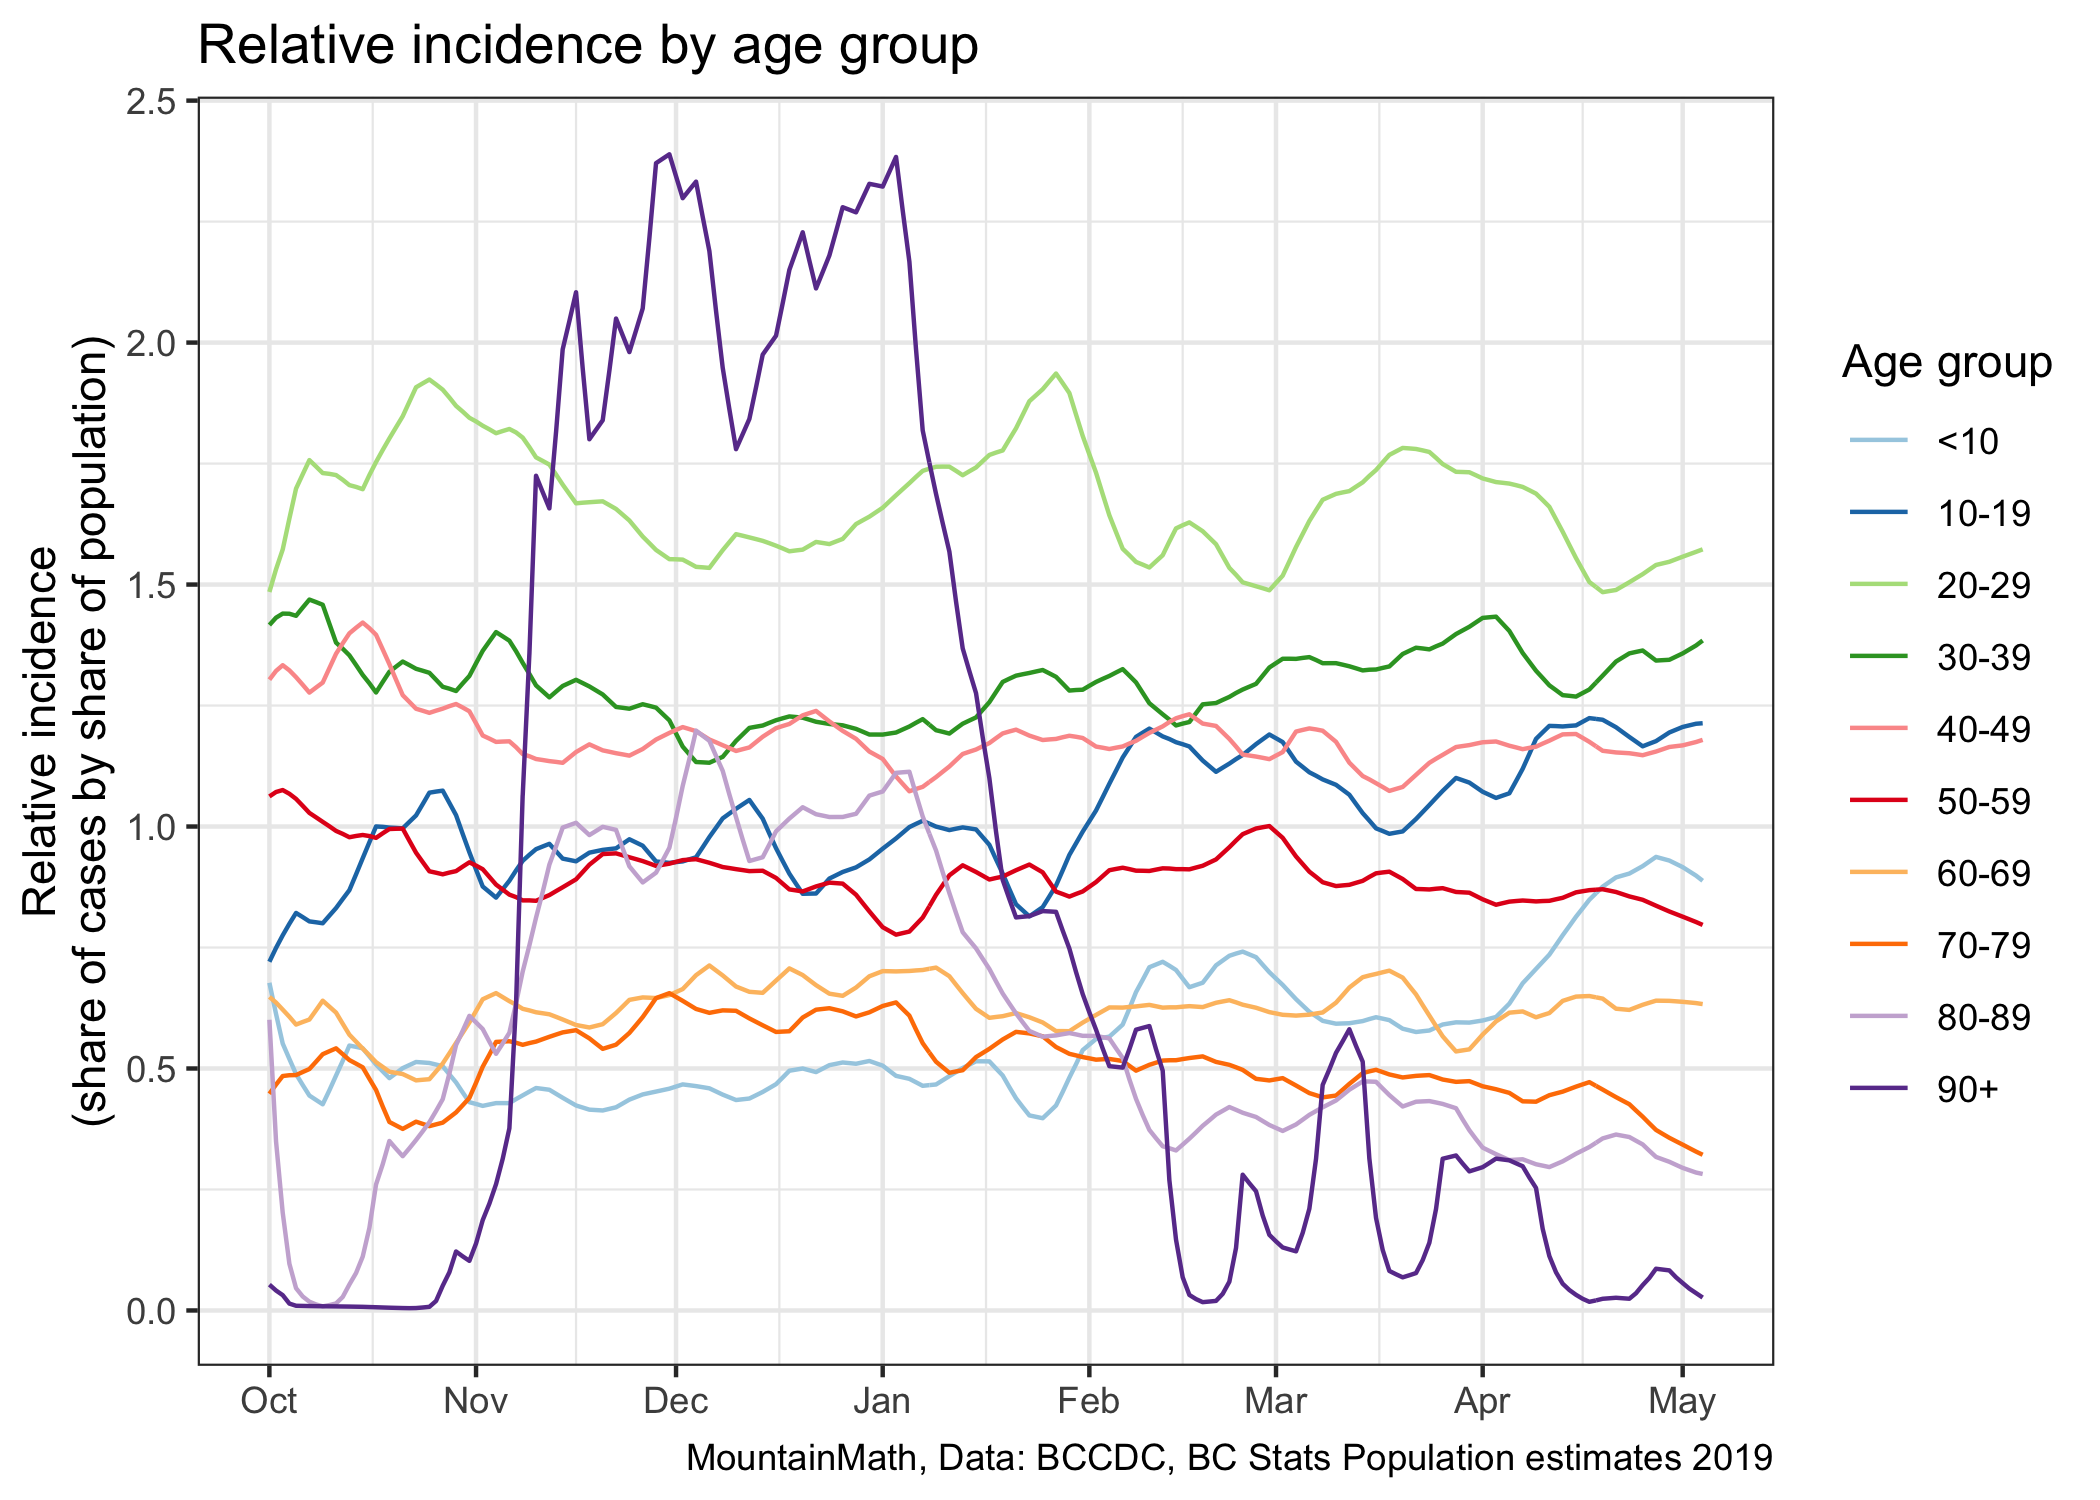 Relative incidence by age group
Relative incidence
(share of cases by share of population)
2.5
2.0
1.5
1.0
0.5
0.0
Oct
Nov
Dec
Jan
Feb
Mar
Apr
May
Age group
<10
10-19
20-29
30-39
40-49
50-59
60-69
70-79
80-89
90+
MountainMath, Data: BCCDC, BC Stats Population estimates 2019